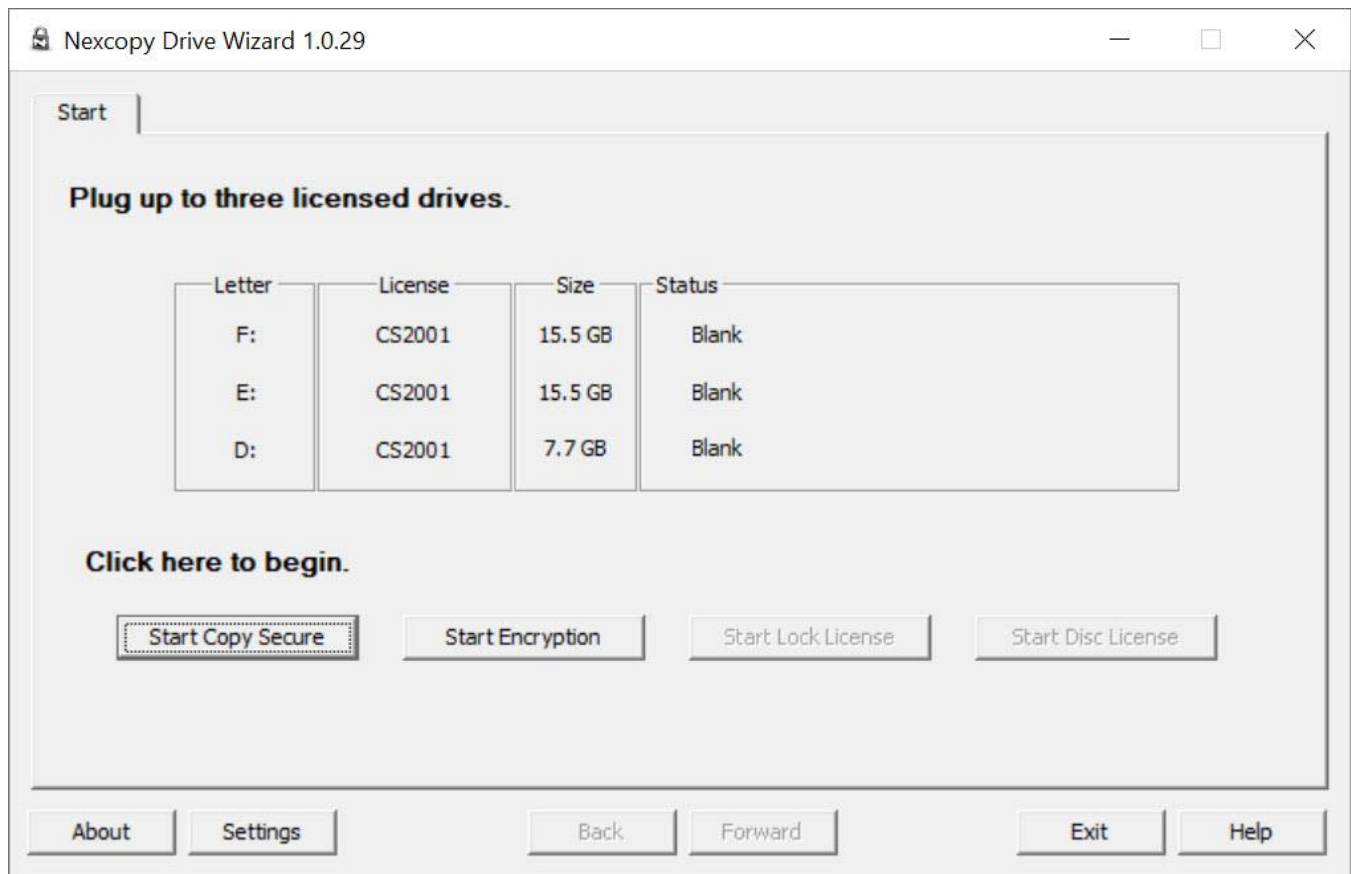 Nexcopy Drive Wizard 1.0.29
Start
Plug up to three licensed drives.
Letter License Size Status
F: CS2001 15.5 GB Blank
E: CS2001 15.5 GB Blank
D: CS2001 7.7 GB Blank
Click here to begin.
Start Copy Secure Start Encryption Start Lock License Start Disc License
About Settings Back Forward Exit Help